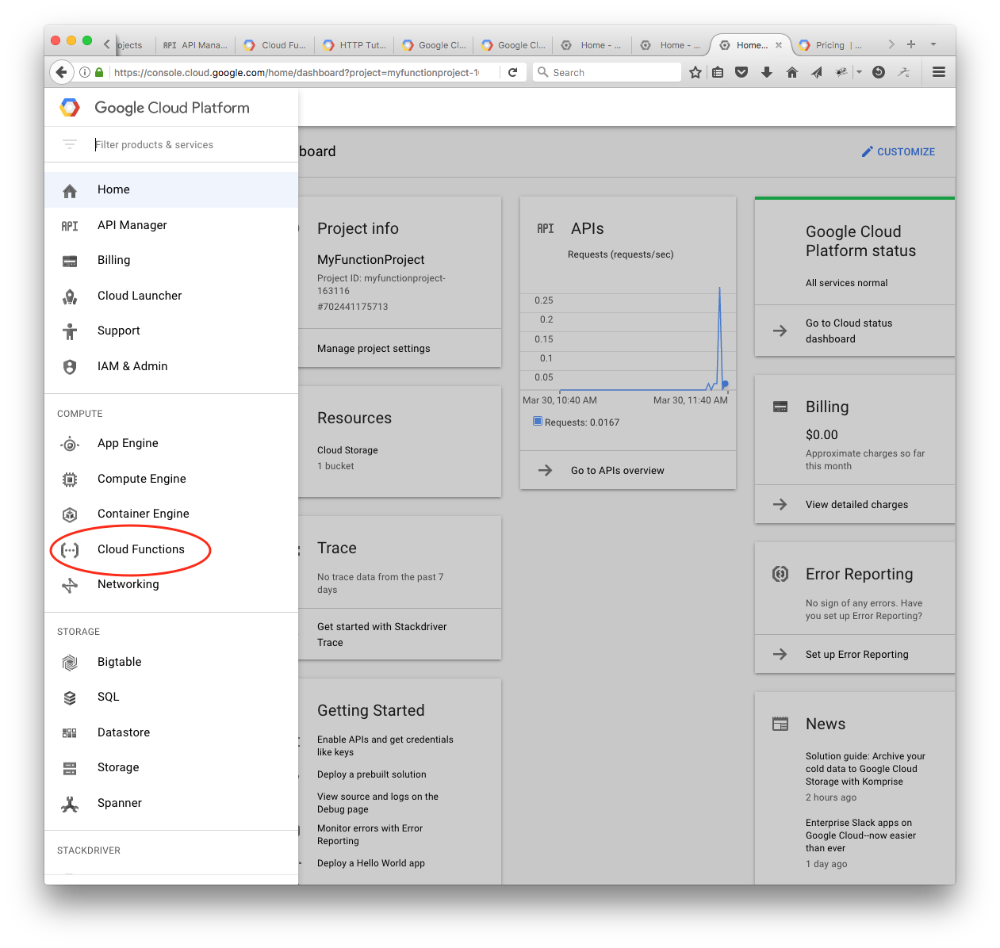 ojects
API API Mana...
Cloud Fu...
HTTP Tut...
Google Cl...
Google Cl...
Home - ...
Home - ...
Home...
Pricing | ...
https://console.cloud.google.com/home/dashboard?project=myfunctionproject-1
Search
Google Cloud Platform
Filter products & services
Home
API API Manager
Billing
Cloud Launcher
Support
IAM & Admin
COMPUTE
App Engine
Compute Engine
Container Engine
Cloud Functions
Networking
STORAGE
Bigtable
SQL
Datastore
Storage
Spanner
STACKDRIVER
board
CUSTOMIZE
Project info
MyFunctionProject
Project ID: myfunctionproject-
163116
#702441175713
Manage project settings
Resources
Cloud Storage
1 bucket
Trace
No trace data from the past 7
days
Get started with Stackdriver
Trace
Getting Started
Enable APIs and get credentials
like keys
Deploy a prebuilt solution
View source and logs on the
Debug page
Monitor errors with Error
Reporting
Deploy a Hello World app
API APIs
Requests (requests/sec)
0.25
0.2
0.15
0.1
0.05
Mar 30, 10:40 AM
Mar 30, 11:40 AM
Requests: 0.0167
Go to APIs overview
Google Cloud
Platform status
All services normal
Go to Cloud status
dashboard
Billing
$0.00
Approximate charges so far
this month
View detailed charges
Error Reporting
No sign of any errors. Have
you set up Error Reporting?
Set up Error Reporting
News
Solution guide: Archive your
cold data to Google Cloud
Storage with Komprise
2 hours ago
Enterprise Slack apps on
Google Cloud--now easier
than ever
1 day ago